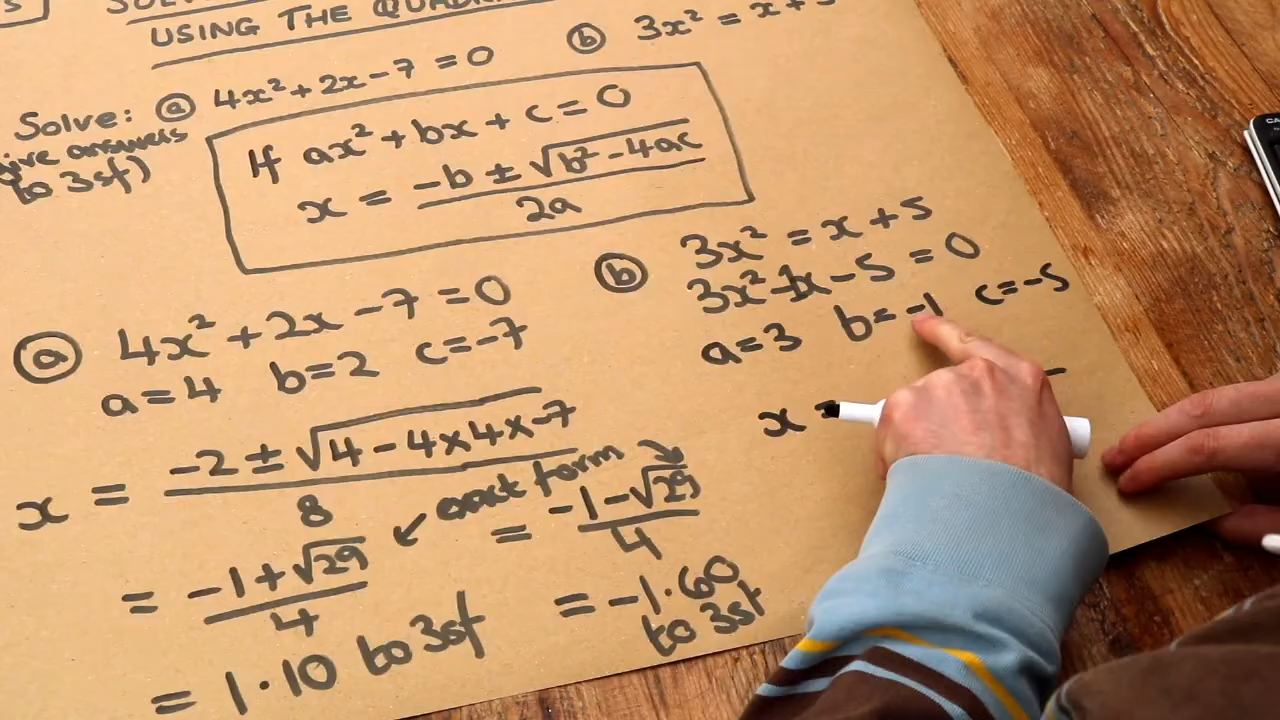 USING THE
ⓑ 3x² = x + 5
Solve: ⓐ 4x² + 2x - 7 = 0
give answers
to 3sf)
If ax² + bx + c = 0
x = (-b ± √(b² - 4ac)) / 2a
ⓐ 4x² + 2x - 7 = 0
a = 4 b = 2 c = -7
x = (-2 ± √(4 - 4 x 4 x -7)) / 8
exact form
= (-1 + √29) / 4
= 1.10 to 3sf
= (-1 - √29) / 4
= -1.60
to 3sf
ⓑ 3x² = x + 5
3x² - 1x - 5 = 0
a = 3 b = -1 c = -5
x =